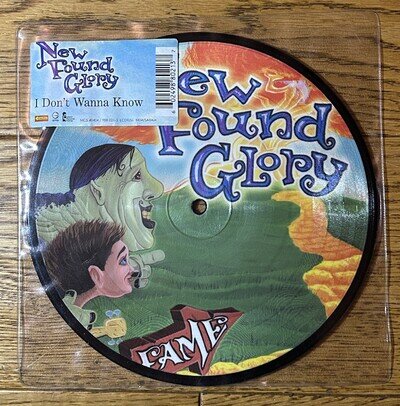 New
Found
Glory
I Don't Wanna Know
New
Found
Glory
FAME